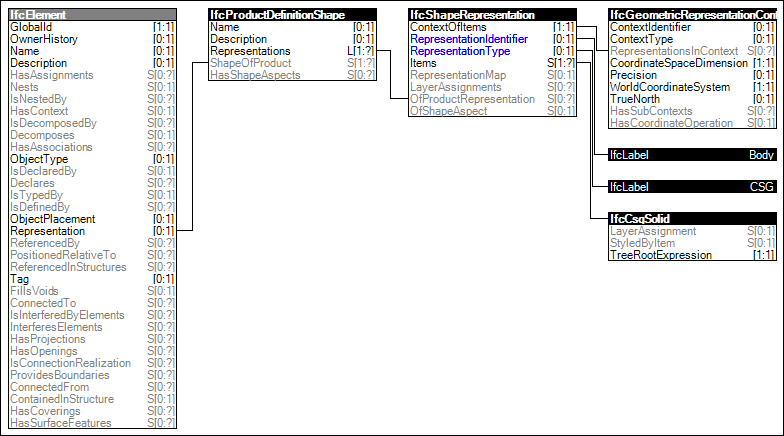 IfcElement
GlobalId [1:1]
OwnerHistory [0:1]
Name [0:1]
Description [0:1]
HasAssignments S[0:?]
Nests S[0:1]
IsNestedBy S[0:?]
HasContext S[0:1]
IsDecomposedBy S[0:?]
Decomposes S[0:1]
HasAssociations S[0:?]
ObjectType [0:1]
IsDeclaredBy S[0:1]
Declares S[0:?]
IsTypedBy S[0:1]
IsDefinedBy S[0:?]
ObjectPlacement [0:1]
Representation [0:1]
ReferencedBy S[0:?]
PositionedRelativeTo S[0:?]
ReferencedInStructures S[0:?]
Tag [0:1]
FillsVoids S[0:1]
ConnectedTo S[0:?]
IsInterferedByElements S[0:?]
InterferesElements S[0:?]
HasProjections S[0:?]
HasOpenings S[0:?]
IsConnectionRealization S[0:?]
ProvidesBoundaries S[0:?]
ConnectedFrom S[0:?]
ContainedInStructure S[0:1]
HasCoverings S[0:?]
HasSurfaceFeatures S[0:?]
IfcProductDefinitionShape
Name [0:1]
Description [0:1]
Representations L[1:?]
ShapeOfProduct S[1:?]
HasShapeAspects S[0:?]
IfcShapeRepresentation
ContextOfItems [1:1]
RepresentationIdentifier [0:1]
RepresentationType [0:1]
Items S[1:?]
RepresentationMap S[0:1]
LayerAssignments S[0:?]
OfProductRepresentation S[0:?]
OfShapeAspect S[0:1]
IfcGeometricRepresentationCon
ContextIdentifier [0:1]
ContextType [0:1]
RepresentationsInContext S[0:?]
CoordinateSpaceDimension [1:1]
Precision [0:1]
WorldCoordinateSystem [1:1]
TrueNorth [0:1]
HasSubContexts S[0:?]
HasCoordinateOperation S[0:1]
IfcLabel Body
IfcLabel CSG
IfcCsgSolid
LayerAssignment S[0:1]
StyledByItem S[0:1]
TreeRootExpression [1:1]